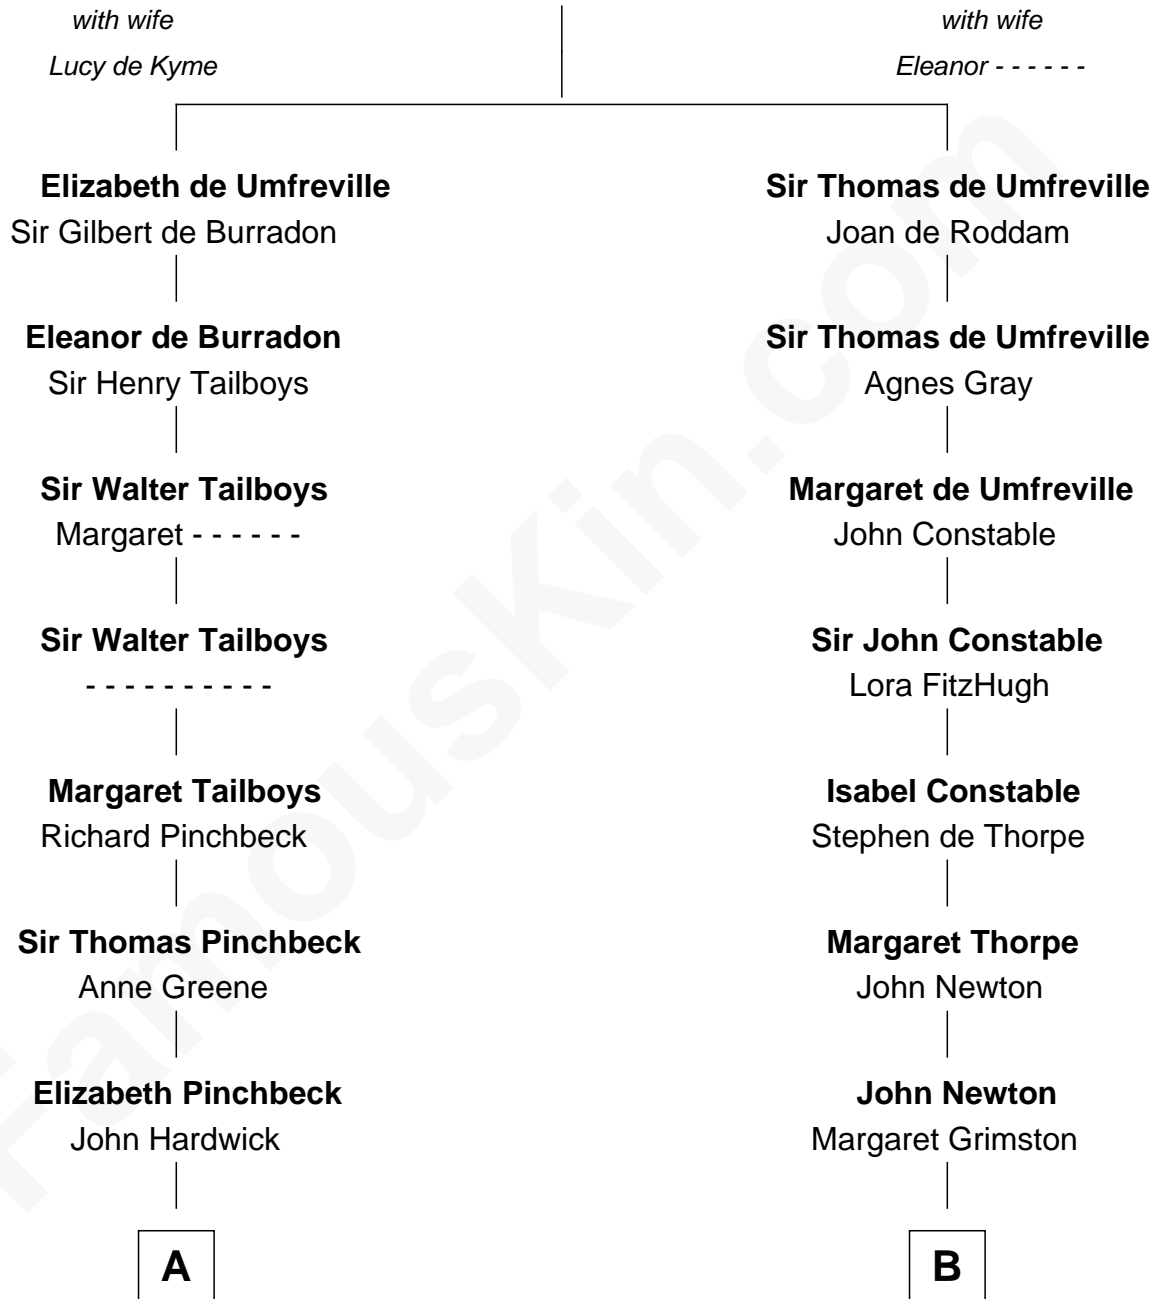 with wife
Lucy de Kyme
with wife
Eleanor - - - - - -
Elizabeth de Umfreville
Sir Gilbert de Burradon
Sir Thomas de Umfreville
Joan de Roddam
Eleanor de Burradon
Sir Henry Tailboys
Sir Thomas de Umfreville
Agnes Gray
Sir Walter Tailboys
Margaret - - - - - -
Margaret de Umfreville
John Constable
Sir Walter Tailboys
- - - - - - - - - -
Sir John Constable
Lora FitzHugh
Margaret Tailboys
Richard Pinchbeck
Isabel Constable
Stephen de Thorpe
Sir Thomas Pinchbeck
Anne Greene
Margaret Thorpe
John Newton
Elizabeth Pinchbeck
John Hardwick
John Newton
Margaret Grimston
A
B
FamousKin.com